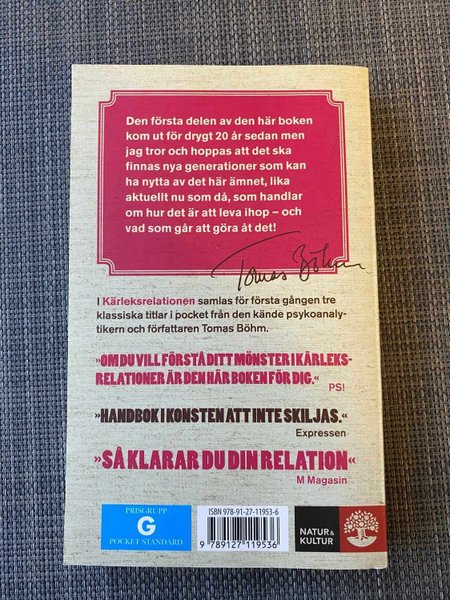 Den första delen av den här boken
kom ut för drygt 20 år sedan men
jag tror och hoppas att det ska
finnas nya generationer som kan
ha nytta av det här ämnet, lika
aktuellt nu som då, som handlar
om hur det är att leva ihop – och
vad som går att göra åt det!
Tomas Böhm
I Kärleksrelationen samlas för första gången tre
klassiska titlar i pocket från den kände psykoanaly-
tikern och författaren Tomas Böhm.
»OM DU VILL FÖRSTÅ DITT MÖNSTER I KÄRLEKS-
RELATIONER ÄR DEN HÄR BOKEN FÖR DIG.«
PS!
»HANDBOK I KONSTEN ATT INTE SKILJAS.«
Expressen
»SÅ KLARAR DU DIN RELATION«
M Magasin
PRISGRUPP
G
POCKET STANDARD
ISBN 978-91-27-11953-6
9 789127 119536
NATUR &
KULTUR